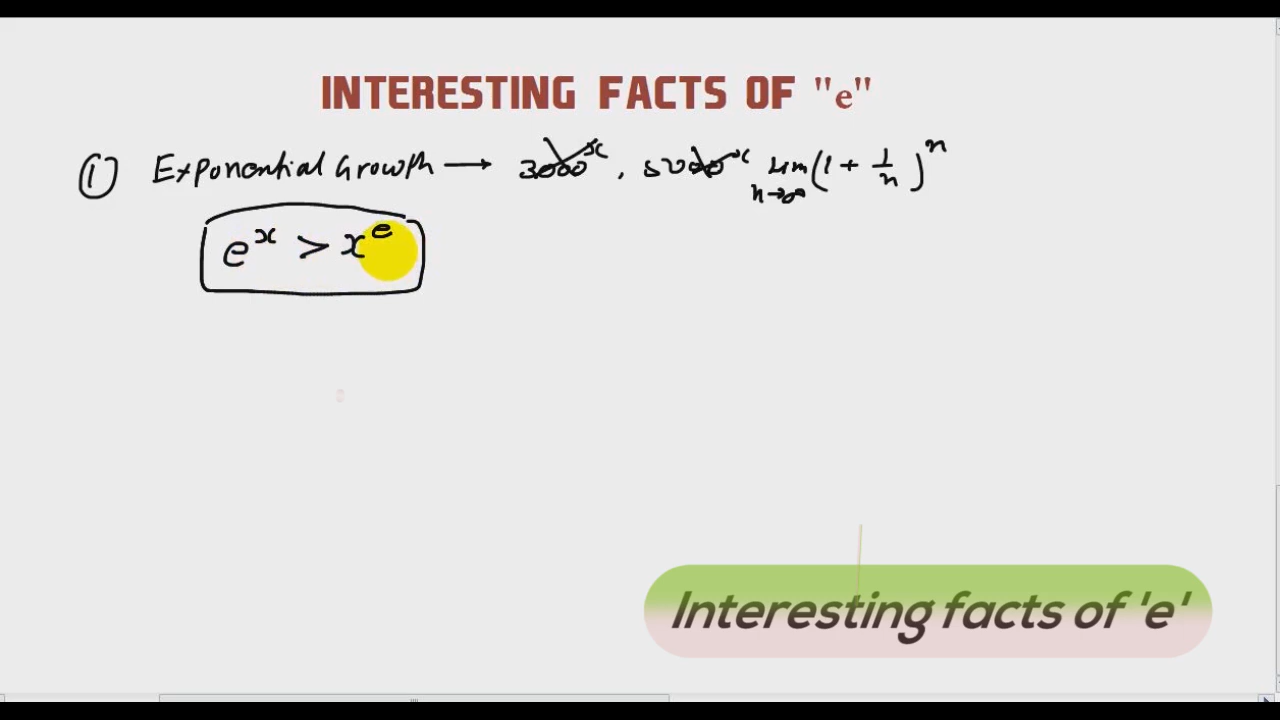 INTERESTING FACTS OF "e"
① Exponential Growth → 3000^x , 5000^x lim n→∞ (1 + 1/n)^n
e^x > x^e
Interesting facts of 'e'